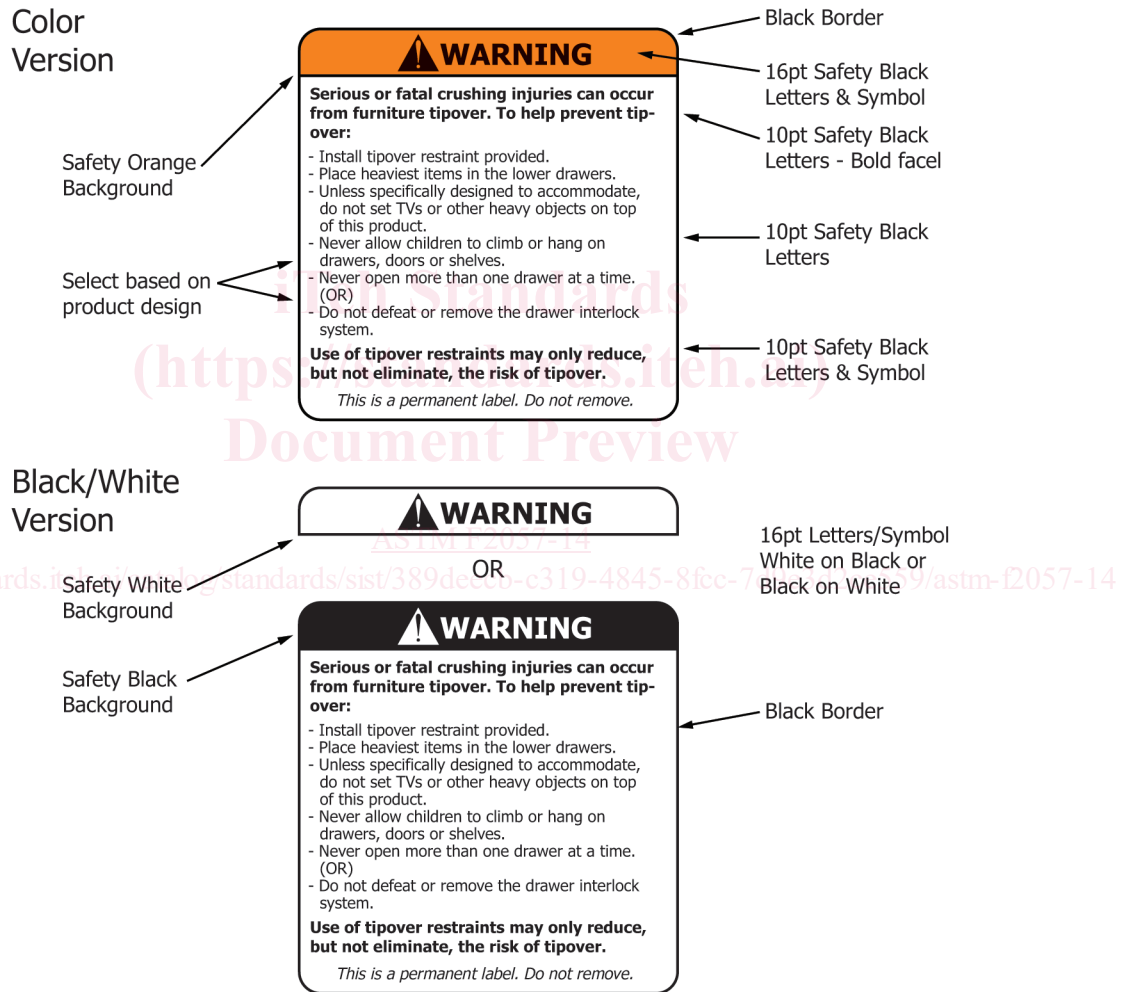 Color
Version
WARNING
Serious or fatal crushing injuries can occur
from furniture tipover. To help prevent tip-
over:
- Install tipover restraint provided.
- Place heaviest items in the lower drawers.
- Unless specifically designed to accommodate,
do not set TVs or other heavy objects on top
of this product.
- Never allow children to climb or hang on
drawers, doors or shelves.
- Never open more than one drawer at a time.
(OR)
- Do not defeat or remove the drawer interlock
system.
Use of tipover restraints may only reduce,
but not eliminate, the risk of tipover.
This is a permanent label. Do not remove.
Safety Orange
Background
Select based on
product design
Black Border
16pt Safety Black
Letters & Symbol
10pt Safety Black
Letters - Bold facel
10pt Safety Black
Letters
10pt Safety Black
Letters & Symbol
iTeh Standards
(https://standards.iteh.ai)
Document Preview
Black/White
Version
WARNING
ASTM F2057-14
OR
Safety White
Background
16pt Letters/Symbol
White on Black or
Black on White
Safety Black
Background
WARNING
Serious or fatal crushing injuries can occur
from furniture tipover. To help prevent tip-
over:
- Install tipover restraint provided.
- Place heaviest items in the lower drawers.
- Unless specifically designed to accommodate,
do not set TVs or other heavy objects on top
of this product.
- Never allow children to climb or hang on
drawers, doors or shelves.
- Never open more than one drawer at a time.
(OR)
- Do not defeat or remove the drawer interlock
system.
Use of tipover restraints may only reduce,
but not eliminate, the risk of tipover.
This is a permanent label. Do not remove.
Black Border